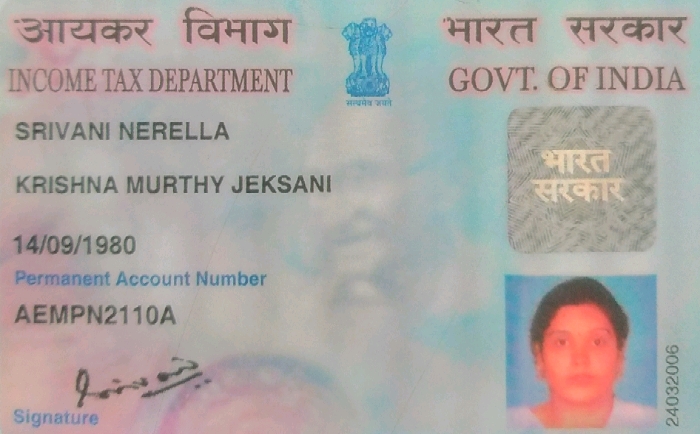 आयकर विभाग
INCOME TAX DEPARTMENT
सत्यमेव जयते
भारत सरकार
GOVT. OF INDIA
SRIVANI NERELLA
KRISHNA MURTHY JEKSANI
14/09/1980
Permanent Account Number
AEMPN2110A
Signature
भारत
सरकार
24032006